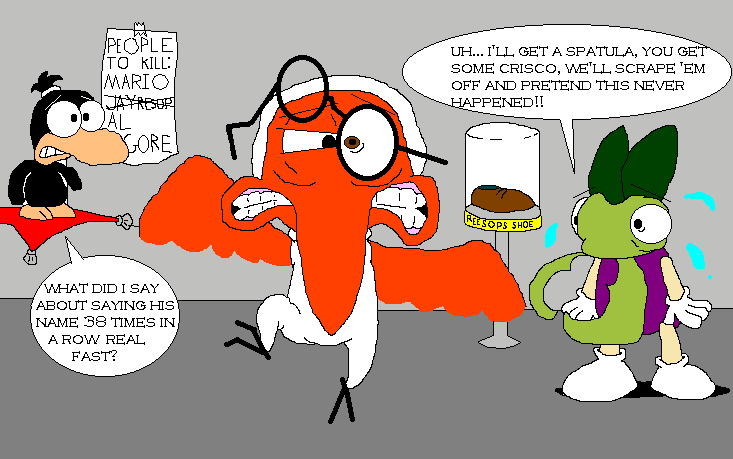 PEOPLE
TO KILL:
MARIO
JAYRESOP
AL
GORE
UH... I'LL GET A SPATULA, YOU GET
SOME CRISCO, WE'LL SCRAPE 'EM
OFF AND PRETEND THIS NEVER
HAPPENED!!
REESOPS SHOE
WHAT DID I SAY
ABOUT SAYING HIS
NAME 38 TIMES IN
A ROW REAL
FAST?